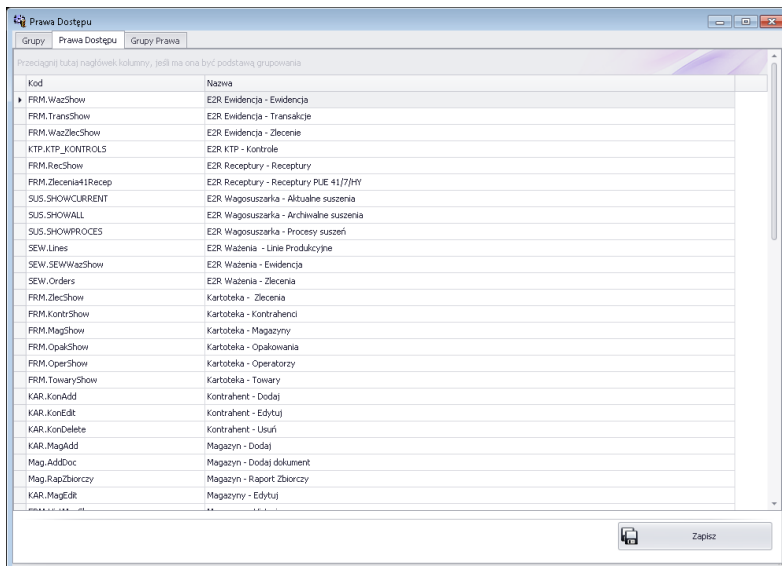 Prawa Dostępu
Grupy Prawa Dostępu Grupy Prawa
Przeciągnij tutaj nagłówek kolumny, jeśli ma ona być podstawą grupowania
Kod Nazwa
FRM.WazShow E2R Ewidencja - Ewidencja
FRM.TransShow E2R Ewidencja - Transakcje
FRM.WazZlecShow E2R Ewidencja - Zlecenie
KTP.KTP_KONTROLS E2R KTP - Kontrole
FRM.RecShow E2R Receptury - Receptury
FRM.Zlecenia41Recep E2R Receptury - Receptury PUE 41/7/HY
SUS.SHOWCURRENT E2R Wagosuszarka - Aktualne suszenia
SUS.SHOWALL E2R Wagosuszarka - Archiwalne suszenia
SUS.SHOWPROCES E2R Wagosuszarka - Procesy suszeń
SEW.Lines E2R Ważenia - Linie Produkcyjne
SEW.SEWWazShow E2R Ważenia - Ewidencja
SEW.Orders E2R Ważenia - Zlecenia
FRM.ZlecShow Kartoteka - Zlecenia
FRM.KontrShow Kartoteka - Kontrahenci
FRM.MagShow Kartoteka - Magazyny
FRM.OpakShow Kartoteka - Opakowania
FRM.OperShow Kartoteka - Operatorzy
FRM.TowaryShow Kartoteka - Towary
KAR.KonAdd Kontrahent - Dodaj
KAR.KonEdit Kontrahent - Edytuj
KAR.KonDelete Kontrahent - Usuń
KAR.MagAdd Magazyn - Dodaj
Mag.AddDoc Magazyn - Dodaj dokument
Mag.RapZbiorczy Magazyn - Raport Zbiorczy
KAR.MagEdit Magazyny - Edytuj
Zapisz